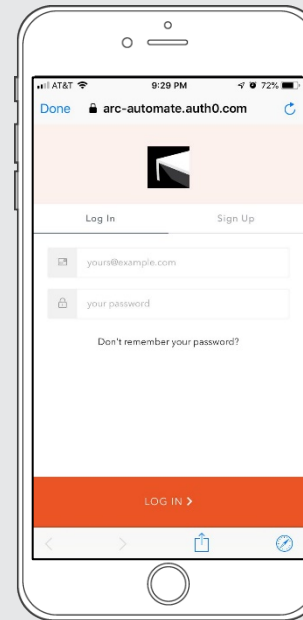 AT&T 9:29 PM 72%
Done arc-automate.auth0.com
Log In Sign Up
yours@example.com
your password
Don't remember your password?
LOG IN >